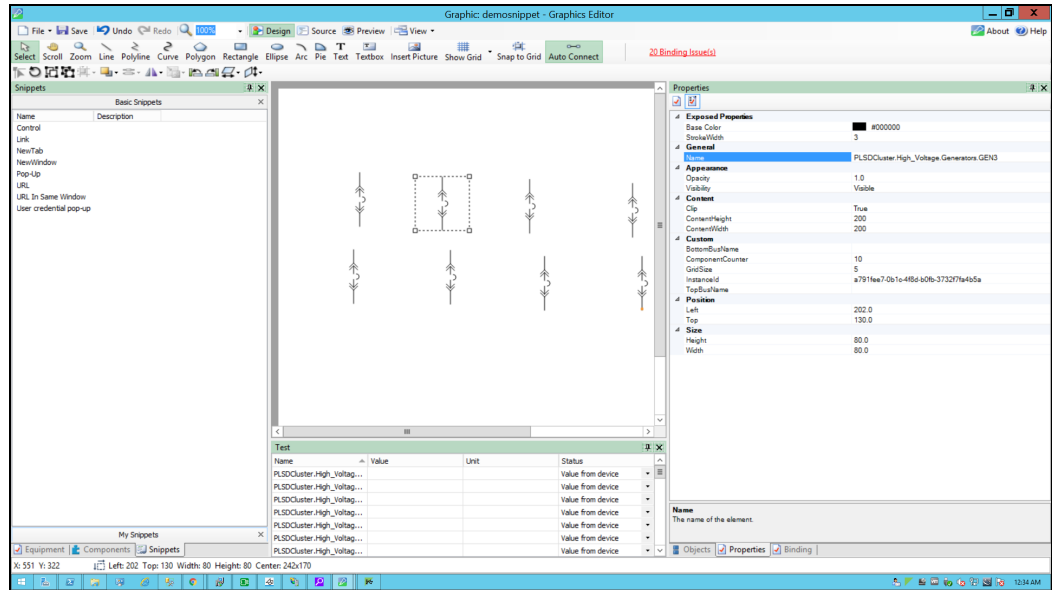 Graphic: demosnippet - Graphics Editor
File Save Undo Redo 100% Design Source Preview View About Help
Select Scroll Zoom Line Polyline Curve Polygon Rectangle Ellipse Arc Pie Text Textbox Insert Picture Show Grid Snap to Grid Auto Connect 20 Binding Issue(s)
Snippets
Basic Snippets
Name Description
Control
Link
NewTab
NewWindow
Pop-Up
URL
URL In Same Window
User credential pop-up
My Snippets
Equipment Components Snippets
Test
Name Value Unit Status
PLSDCluster.High_Voltag... Value from device
PLSDCluster.High_Voltag... Value from device
PLSDCluster.High_Voltag... Value from device
PLSDCluster.High_Voltag... Value from device
PLSDCluster.High_Voltag... Value from device
PLSDCluster.High_Voltag... Value from device
PLSDCluster.High_Voltag... Value from device
Properties
Exposed Properties
Base Color #000000
StrokeWidth 3
General
Name PLSDCluster.High_Voltage.Generators.GEN3
Appearance
Opacity 1.0
Visibility Visible
Content
Clip True
ContentHeight 200
ContentWidth 200
Custom
BottomBusName
ComponentCounter 10
GridSize 5
InstanceId a791fee7-0b1c-4f8d-b0fb-3732f7fa4b5a
TopBusName
Position
Left 202.0
Top 130.0
Size
Height 80.0
Width 80.0
Name
The name of the element.
Objects Properties Binding
X: 551 Y: 322 Left: 202 Top: 130 Width: 80 Height: 80 Center: 242x170
12:34 AM